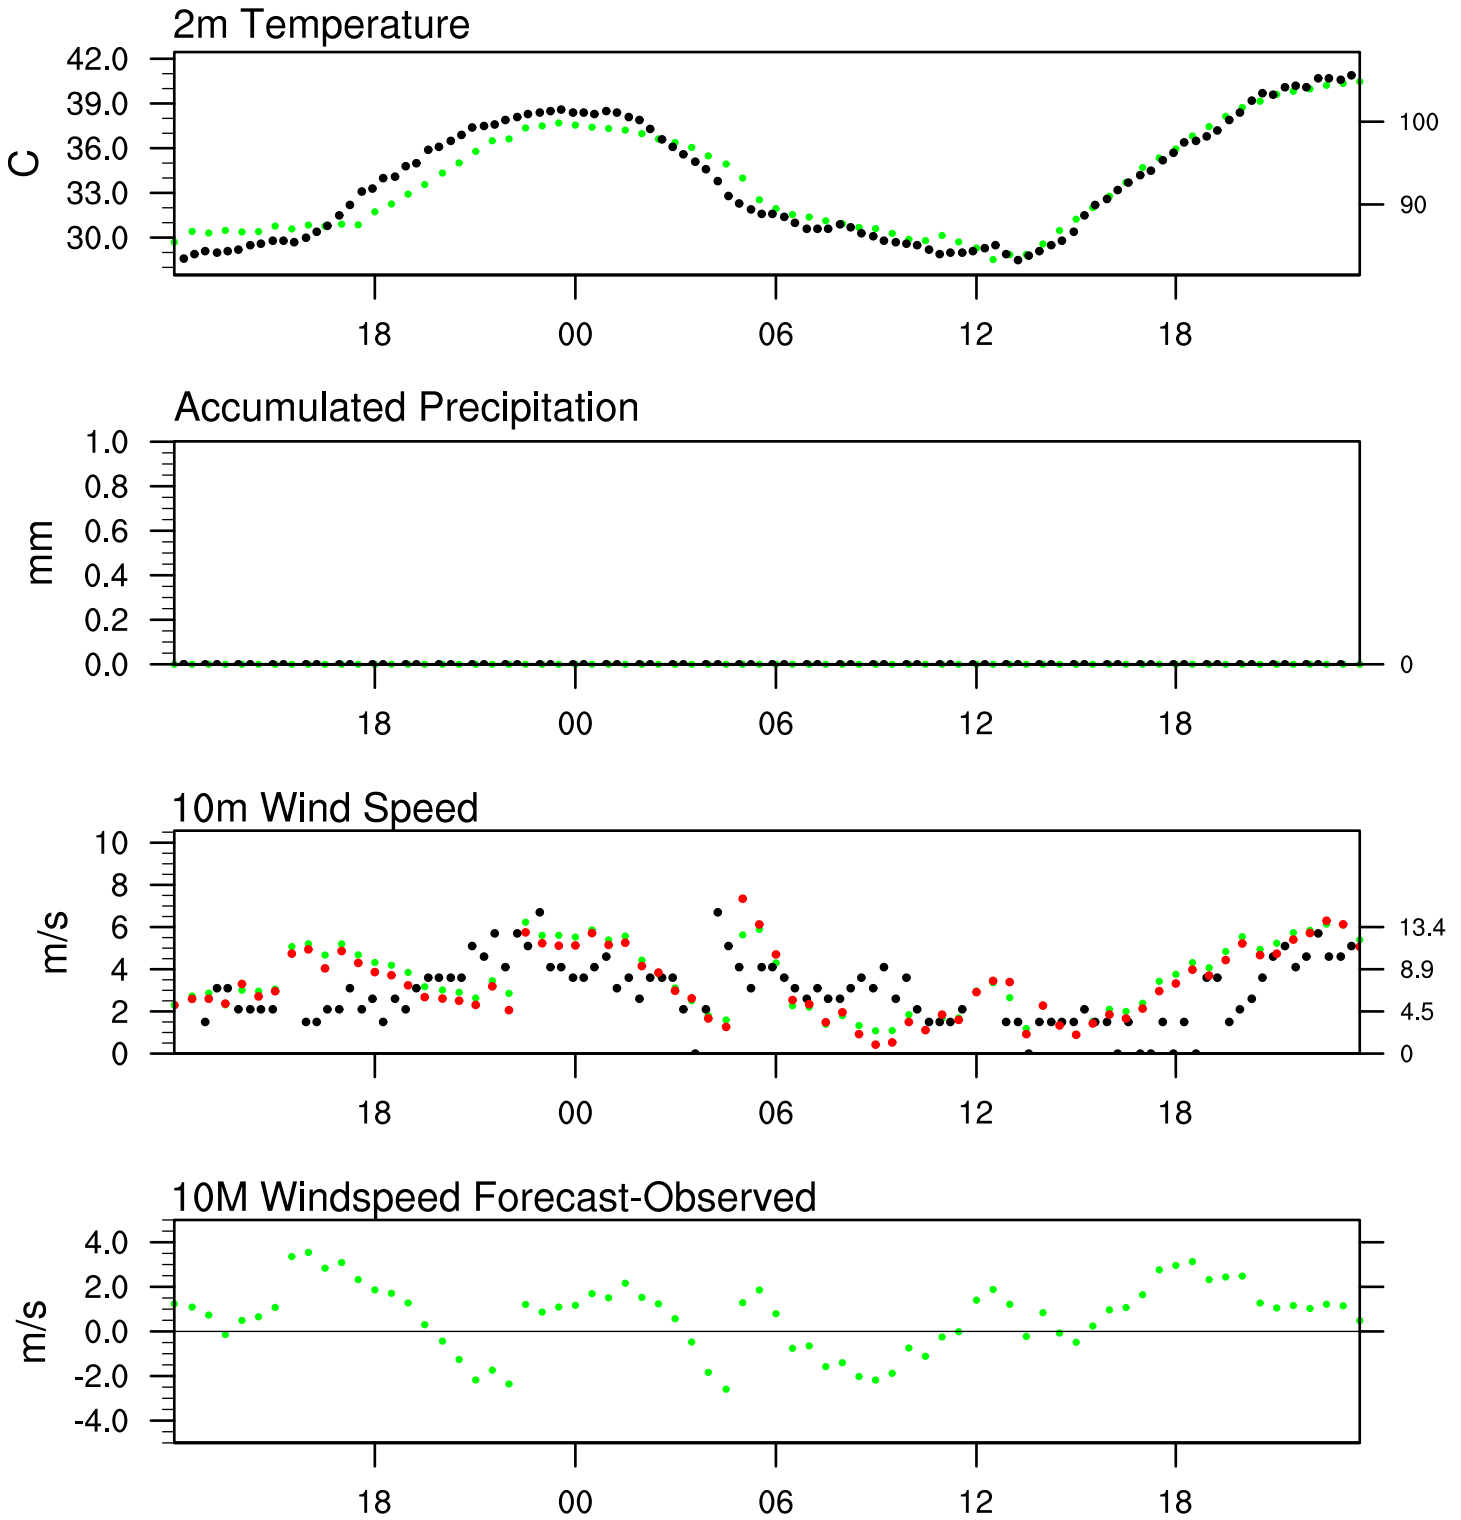 2m Temperature
42.0
39.0
36.0
33.0
30.0
C
100
90
18 00 06 12 18
Accumulated Precipitation
1.0
0.8
0.6
0.4
0.2
0.0
mm
0
18 00 06 12 18
10m Wind Speed
10
8
6
4
2
0
m/s
13.4
8.9
4.5
0
18 00 06 12 18
10M Windspeed Forecast-Observed
4.0
2.0
0.0
-2.0
-4.0
m/s
18 00 06 12 18